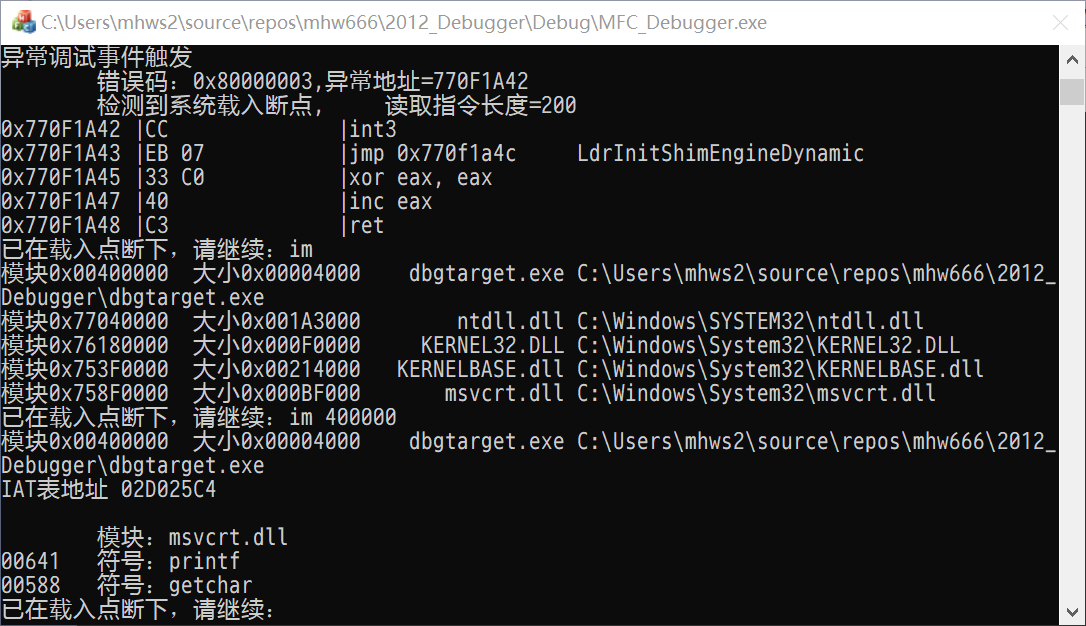 C:\Users\mhws2\source\repos\mhw666\2012_Debugger\Debug\MFC_Debugger.exe
异常调试事件触发
错误码：0x80000003,异常地址=770F1A42
检测到系统载入断点，    读取指令长度=200
0x770F1A42 |CC |int3
0x770F1A43 |EB 07 |jmp 0x770f1a4c LdrInitShimEngineDynamic
0x770F1A45 |33 C0 |xor eax, eax
0x770F1A47 |40 |inc eax
0x770F1A48 |C3 |ret
已在载入点断下，请继续：im
模块0x00400000 大小0x00004000 dbgtarget.exe C:\Users\mhws2\source\repos\mhw666\2012_
Debugger\dbgtarget.exe
模块0x77040000 大小0x001A3000 ntdll.dll C:\Windows\SYSTEM32\ntdll.dll
模块0x76180000 大小0x000F0000 KERNEL32.DLL C:\Windows\System32\KERNEL32.DLL
模块0x753F0000 大小0x00214000 KERNELBASE.dll C:\Windows\System32\KERNELBASE.dll
模块0x758F0000 大小0x000BF000 msvcrt.dll C:\Windows\System32\msvcrt.dll
已在载入点断下，请继续：im 400000
模块0x00400000 大小0x00004000 dbgtarget.exe C:\Users\mhws2\source\repos\mhw666\2012_
Debugger\dbgtarget.exe
IAT表地址 02D025C4
模块：msvcrt.dll
00641 符号：printf
00588 符号：getchar
已在载入点断下，请继续：